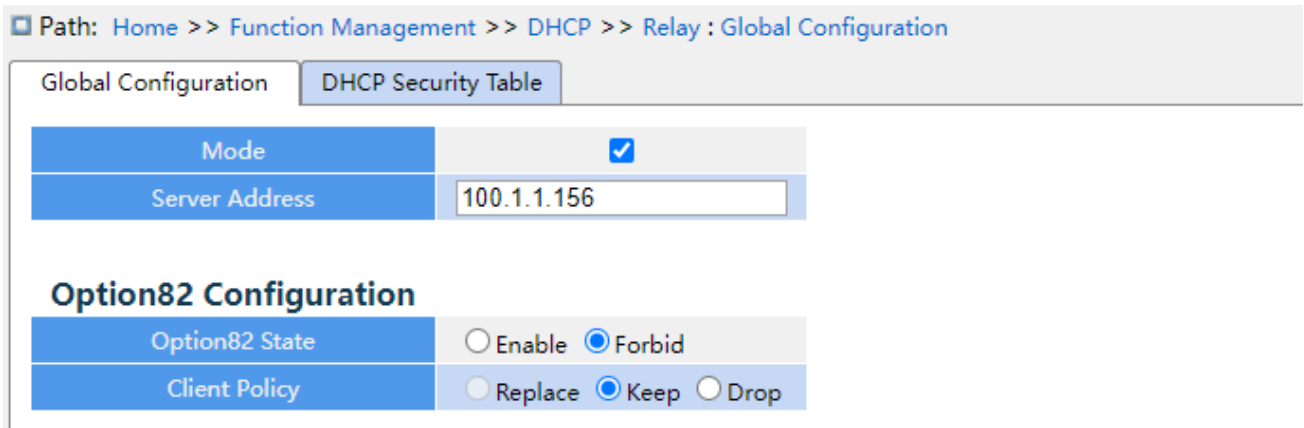 Path: Home >> Function Management >> DHCP >> Relay : Global Configuration
Global Configuration DHCP Security Table
Mode
Server Address 100.1.1.156
Option82 Configuration
Option82 State Enable Forbid
Client Policy Replace Keep Drop